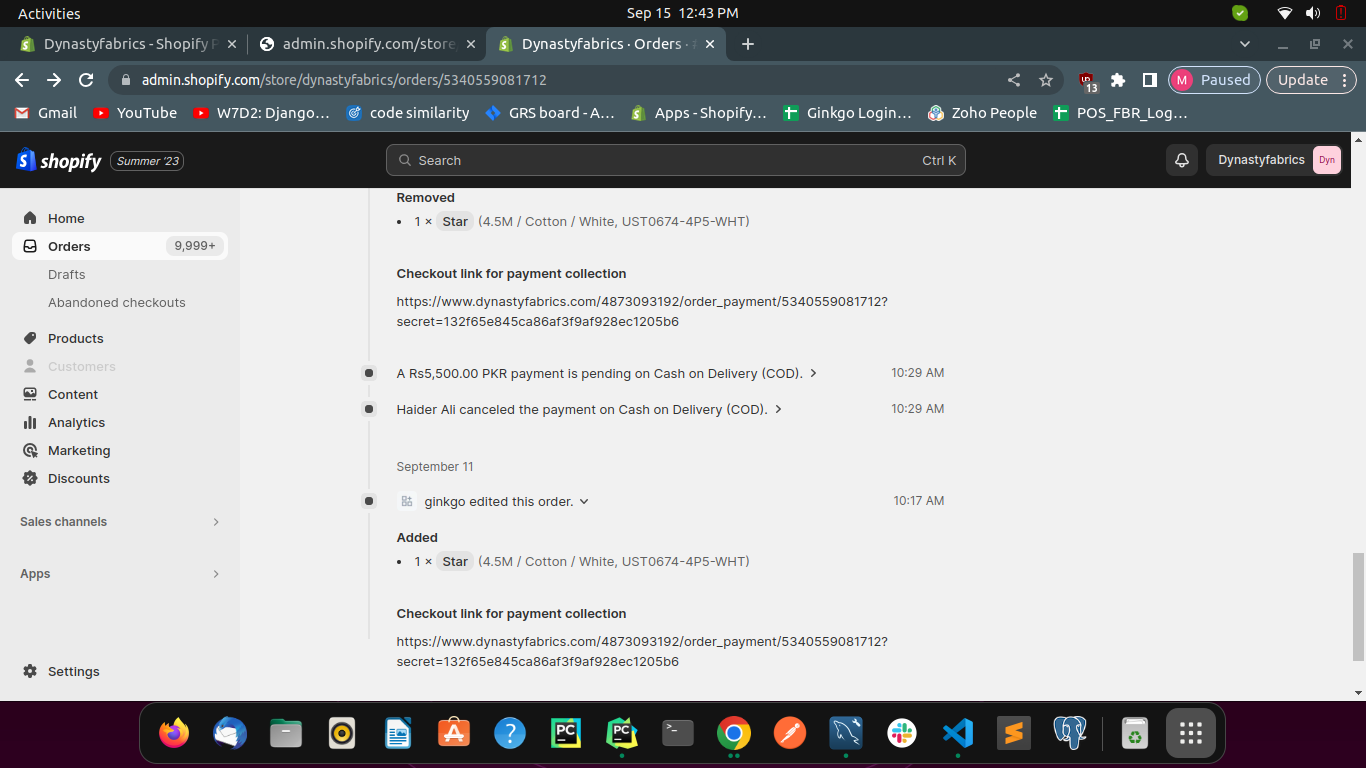 Activities
Sep 15 12:43 PM
Dynastyfabrics - Shopify P
admin.shopify.com/store
Dynastyfabrics · Orders ·
admin.shopify.com/store/dynastyfabrics/orders/5340559081712
13
M Paused
Update
Gmail
YouTube
W7D2: Django...
code similarity
GRS board - A...
Apps - Shopify...
Ginkgo Login...
Zoho People
POS_FBR_Log...
shopify
Summer '23
Search
Ctrl K
Dynastyfabrics
Dyn
Home
Orders
9,999+
Drafts
Abandoned checkouts
Products
Customers
Content
Analytics
Marketing
Discounts
Sales channels
Apps
Settings
Removed
• 1 × Star (4.5M / Cotton / White, UST0674-4P5-WHT)
Checkout link for payment collection
https://www.dynastyfabrics.com/4873093192/order_payment/5340559081712?
secret=132f65e845ca86af3f9af928ec1205b6
A Rs5,500.00 PKR payment is pending on Cash on Delivery (COD).
10:29 AM
Haider Ali canceled the payment on Cash on Delivery (COD).
10:29 AM
September 11
ginkgo edited this order.
10:17 AM
Added
• 1 × Star (4.5M / Cotton / White, UST0674-4P5-WHT)
Checkout link for payment collection
https://www.dynastyfabrics.com/4873093192/order_payment/5340559081712?
secret=132f65e845ca86af3f9af928ec1205b6
PC
PC